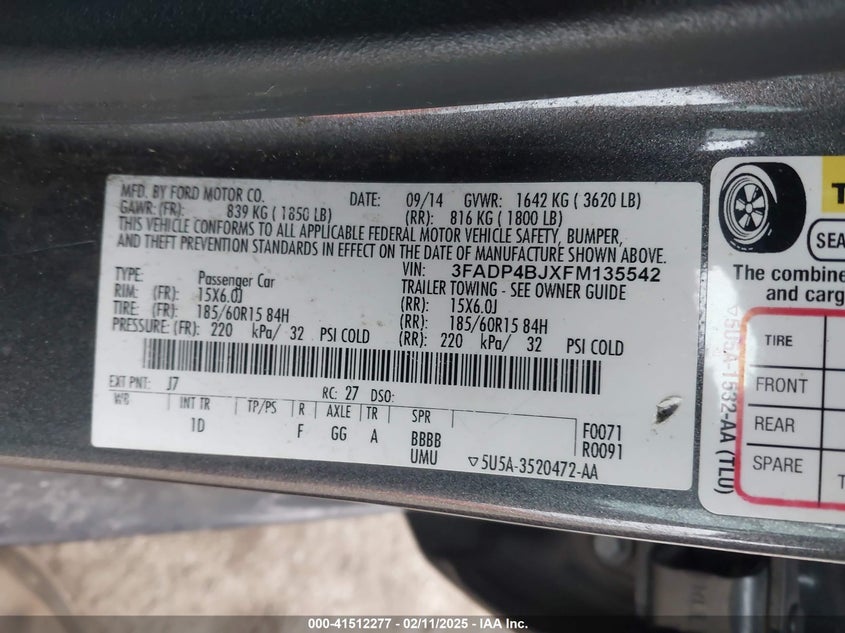 MFD. BY FORD MOTOR CO. DATE: 09/14 GVWR: 1642 KG ( 3620 LB)
GAWR: (FR): 839 KG ( 1850 LB) (RR): 816 KG ( 1800 LB)
THIS VEHICLE CONFORMS TO ALL APPLICABLE FEDERAL MOTOR VEHICLE SAFETY, BUMPER,
AND THEFT PREVENTION STANDARDS IN EFFECT ON THE DATE OF MANUFACTURE SHOWN ABOVE.
VIN: 3FADP4BJXFM135542
TYPE: Passenger Car TRAILER TOWING - SEE OWNER GUIDE
RIM: (FR): 15X6.0J (RR): 15X6.0J
TIRE: (FR): 185/60R15 84H (RR): 185/60R15 84H
PRESSURE: (FR): 220 kPa/ 32 PSI COLD (RR): 220 kPa/ 32 PSI COLD
EXT PNT: J7 RC: 27 DSO:
WB INT TR TP/PS R AXLE TR SPR
1D F GG A BBBB F0071
UMU R0091
▽5U5A-3520472-AA
T
SEA
The combine
and carg
TIRE
FRONT
REAR
SPARE
T
▽5U5A-1532-AA (TLU)
000-41512277 - 02/11/2025 - IAAI.com